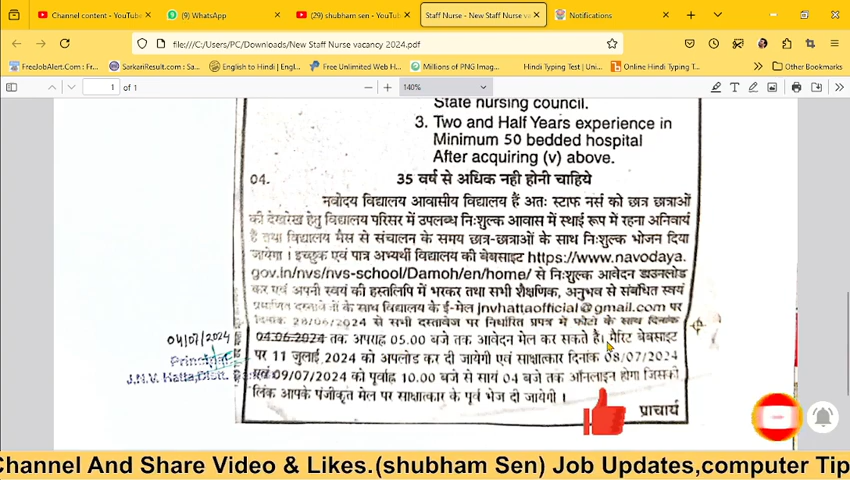 Channel content - YouTube
(9) WhatsApp
(29) shubham sen - YouTube
Staff Nurse - New Staff Nurse va
Notifications
file:///C:/Users/PC/Downloads/New Staff Nurse vacancy 2024.pdf
FreeJobAlert.Com : Free
SarkariResult.com : Sa
English to Hindi | Engl
Free Unlimited Web H
Millions of PNG Imag
Hindi Typing Test | Uni
Online Hindi Typing T
Other Bookmarks
1 of 1
140%
State nursing council.
3. Two and Half Years experience in
Minimum 50 bedded hospital
After acquiring (v) above.
04. 35 वर्ष से अधिक नही होनी चाहिये
नवोदय विद्यालय आवासीय विद्यालय हैं अतः स्टाफ नर्स को छात्र छात्राओं
की देखरेख हेतु विद्यालय परिसर में उपलब्ध निःशुल्क आवास में स्थाई रूप में रहना अनिवार्य
है तथा विद्यालय मैस से संचालन के समय छात्र-छात्राओं के साथ निःशुल्क भोजन दिया
जायेगा । इच्छुक एवं पात्र अभ्यर्थी विद्यालय की बेबसाइट https://www.navodaya.
gov.in/nvs/nvs-school/Damoh/en/home/ से निःशुल्क आवेदन डाउनलोड
कर एवं अपनी स्वयं की हस्तलिपि में भरकर तथा सभी शैक्षणिक, अनुभव से संबंधित स्वयं
प्रमाणित दस्तावेजों के साथ विद्यालय के ई-मेल jnvhattaofficial@gmail.com पर
दिनांक 28/06/2024 से सभी दस्तावेज पर निर्धारित प्रपत्र में फोटो के साथ दिनांक
04.06.2024 तक अपराह 05.00 बजे तक आवेदन मेल कर सकते है। मैरिट बेबसाइट
पर 11 जुलाई,2024 को अपलोड कर दी जायेगी एवं साक्षात्कार दिनांक 08/07/2024
एवं 09/07/2024 को पूर्वाह 10.00 बजे से सायं 04 बजे तक ऑनलाइन होगा जिसकी
लिंक आपके पंजीकृत मेल पर साक्षात्कार के पूर्व भेज दी जायेगी ।
प्राचार्य
04/07/2024
Principal
J.N.V. Hatta, Distt.
Channel And Share Video & Likes.(shubham Sen) Job Updates,computer Tip